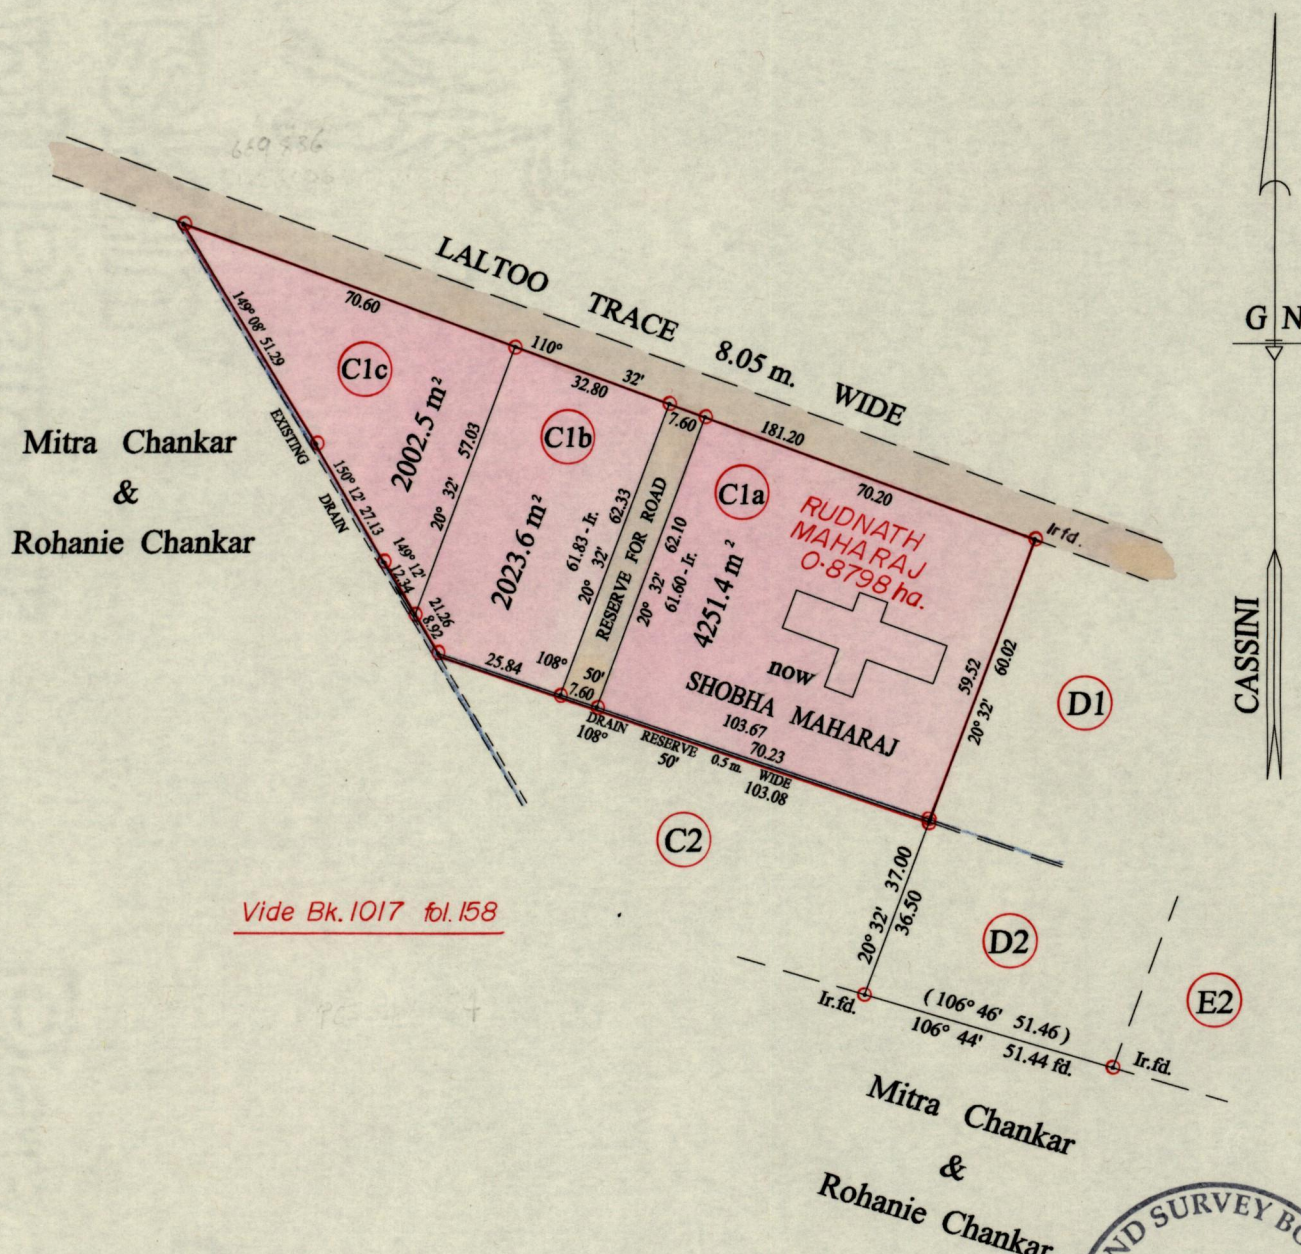 LALTOO TRACE 8.05 m. WIDE
G N
CASSINI
70.60
110° 32'
32.80
7.60
181.20
70.20
Ir fd.
149° 08' 51.29
C1c
2002.5 m²
57.03
20° 32'
EXISTING
DRAIN
150° 12' 27.13
149° 12'
12.34
21.26
8.92
C1b
2023.6 m²
61.83 - Ir.
62.33
20° 32'
RESERVE FOR ROAD
62.10
20° 32'
61.60 - Ir.
C1a
4251.4 m²
RUDNATH
MAHARAJ
0.8798 ha.
now
SHOBHA MAHARAJ
59.52
60.02
20° 32'
25.84
108° 50'
7.60
103.67
70.23
DRAIN RESERVE 0.5 m. WIDE
108° 50'
103.08
Mitra Chankar
&
Rohanie Chankar
D1
C2
37.00
20° 32'
36.50
D2
E2
Vide Bk. 1017 fol. 158
Ir.fd.
( 106° 46' 51.46 )
106° 44' 51.44 fd.
Ir.fd.
Mitra Chankar
&
Rohanie Chankar
ND SURVEY BO